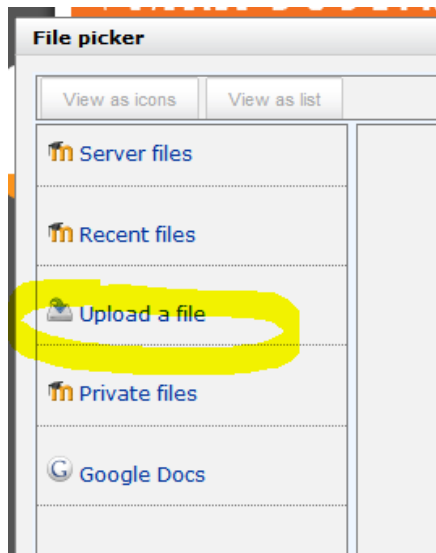 File picker
View as icons View as list
Server files
Recent files
Upload a file
Private files
Google Docs